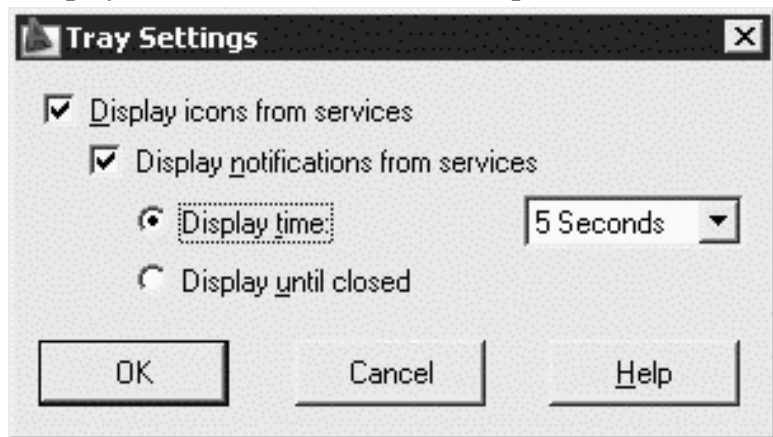 Tray Settings
Display icons from services
Display notifications from services
Display time: 5 Seconds
Display until closed
OK Cancel Help